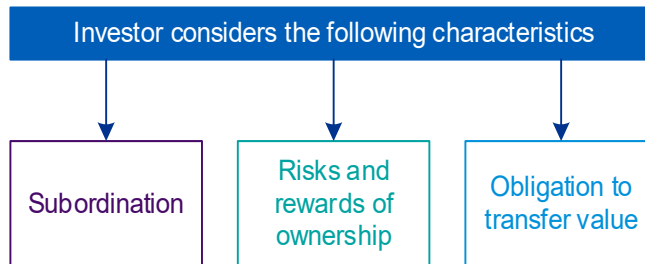 Investor considers the following characteristics
Subordination
Risks and
rewards of
ownership
Obligation to
transfer value